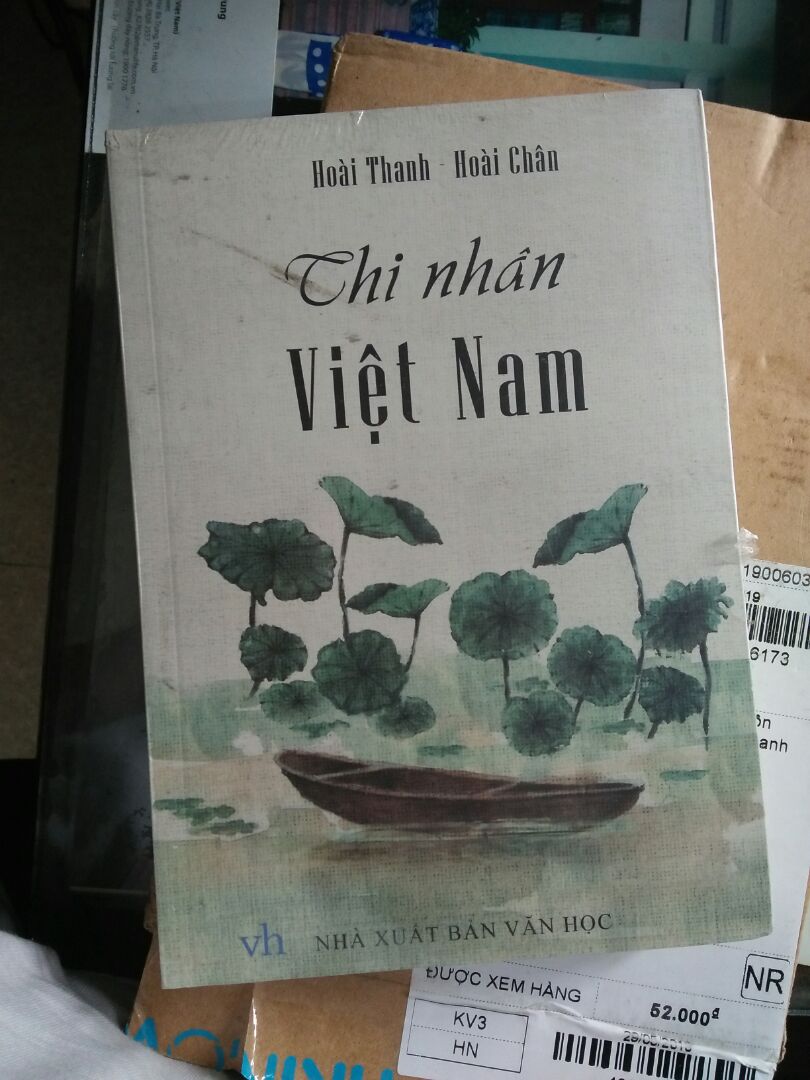 Hoài Thanh - Hoài Chân
Thi nhân
Việt Nam
vh NHÀ XUẤT BẢN VĂN HỌC
1900603
19
6173
ĐƯỢC XEM HÀNG
52.000đ
NR
KV3
HN